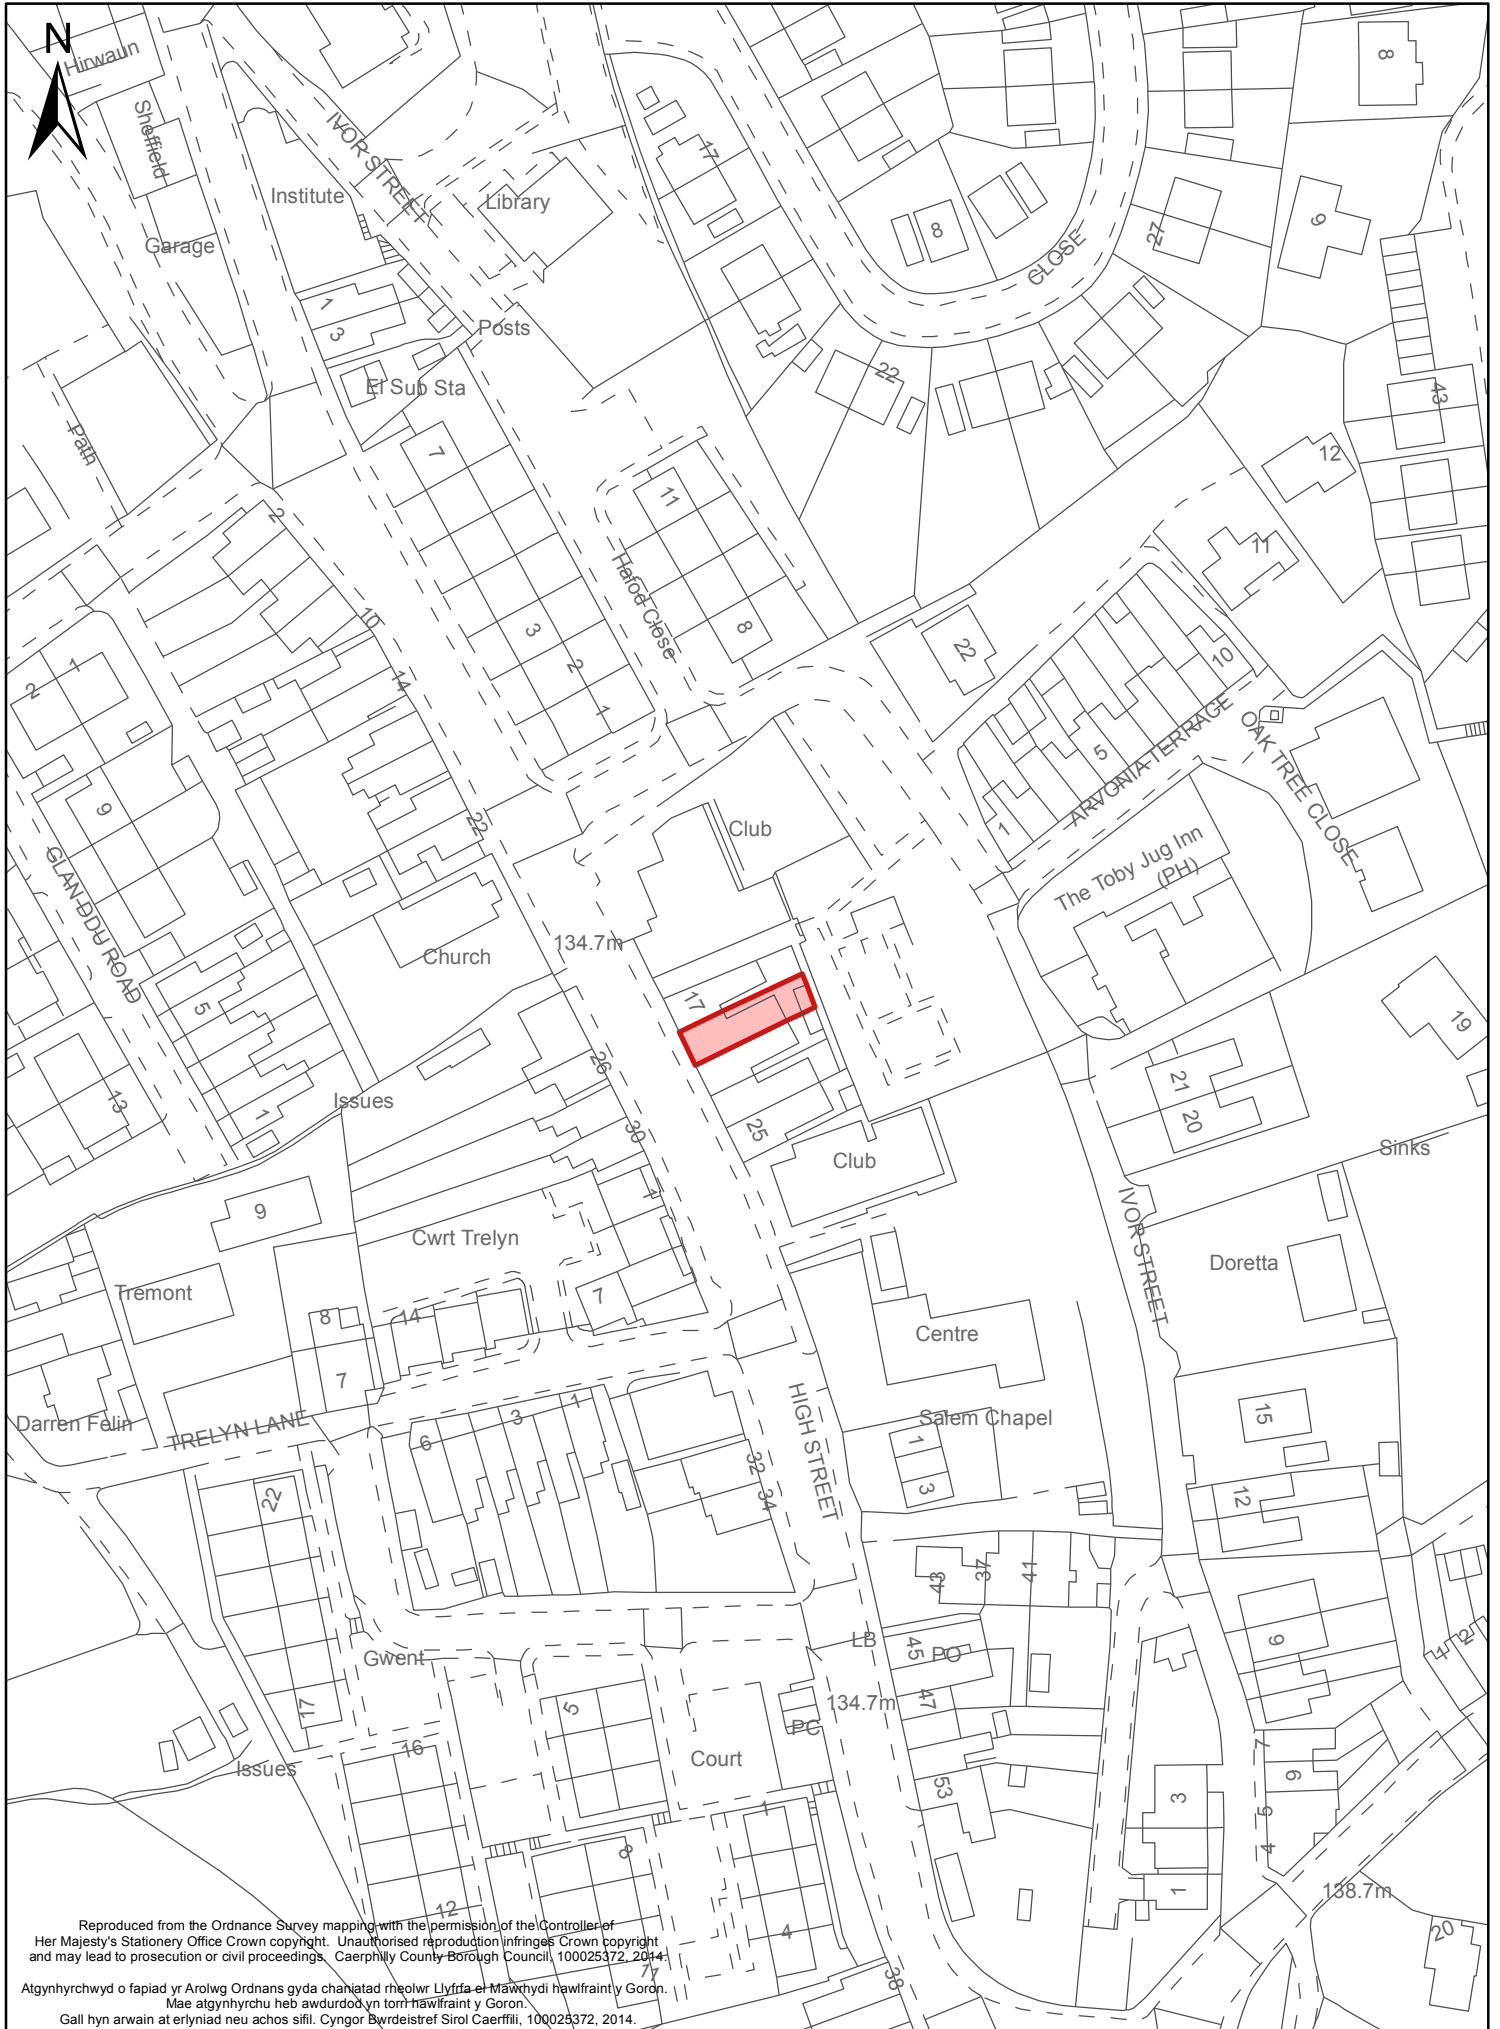 N
Hirwaun
Sheffield
IVOR STREET
Institute
Library
Garage
17
8
8
9
27
CLOSE
1
3
Posts
El Sub Sta
22
43
Path
7
12
11
2
11
Hafod Close
10
3
8
22
10
2
1
14
2
1
ARVONIA TERRACE
5
OAK TREE CLOSE
9
22
Club
1
GLAN-DDU ROAD
The Toby Jug Inn
(PH)
134.7m
Church
17
5
19
26
21
13
1
Issues
30
25
20
Sinks
Club
1
9
Cwrt Trelyn
IVOR STREET
Doretta
Tremont
8
14
7
Centre
7
HIGH STREET
Darren Felin
TRELYN LANE
6
3
1
Salem Chapel
1
15
32
34
3
22
12
43
37
41
LB
45
PO
9
1
2
Gwent
17
5
134.7m
47
PC
16
Issues
Court
7
6
53
3
5
4
1
8
138.7m
1
12
4
20
11
38
Reproduced from the Ordnance Survey mapping with the permission of the Controller of
Her Majesty's Stationery Office Crown copyright. Unauthorised reproduction infringes Crown copyright
and may lead to prosecution or civil proceedings. Caerphilly County Borough Council, 100025372, 2014.
Atgynhyrchwyd o fapiad yr Arolwg Ordnans gyda chaniatad rheolwr Llyfrfa ei Mawrhydi hawlfraint y Goron.
Mae atgynhyrchu heb awdurdod yn torri hawlfraint y Goron.
Gall hyn arwain at erlyniad neu achos sifil. Cyngor Bwrdeistref Sirol Caerffili, 100025372, 2014.